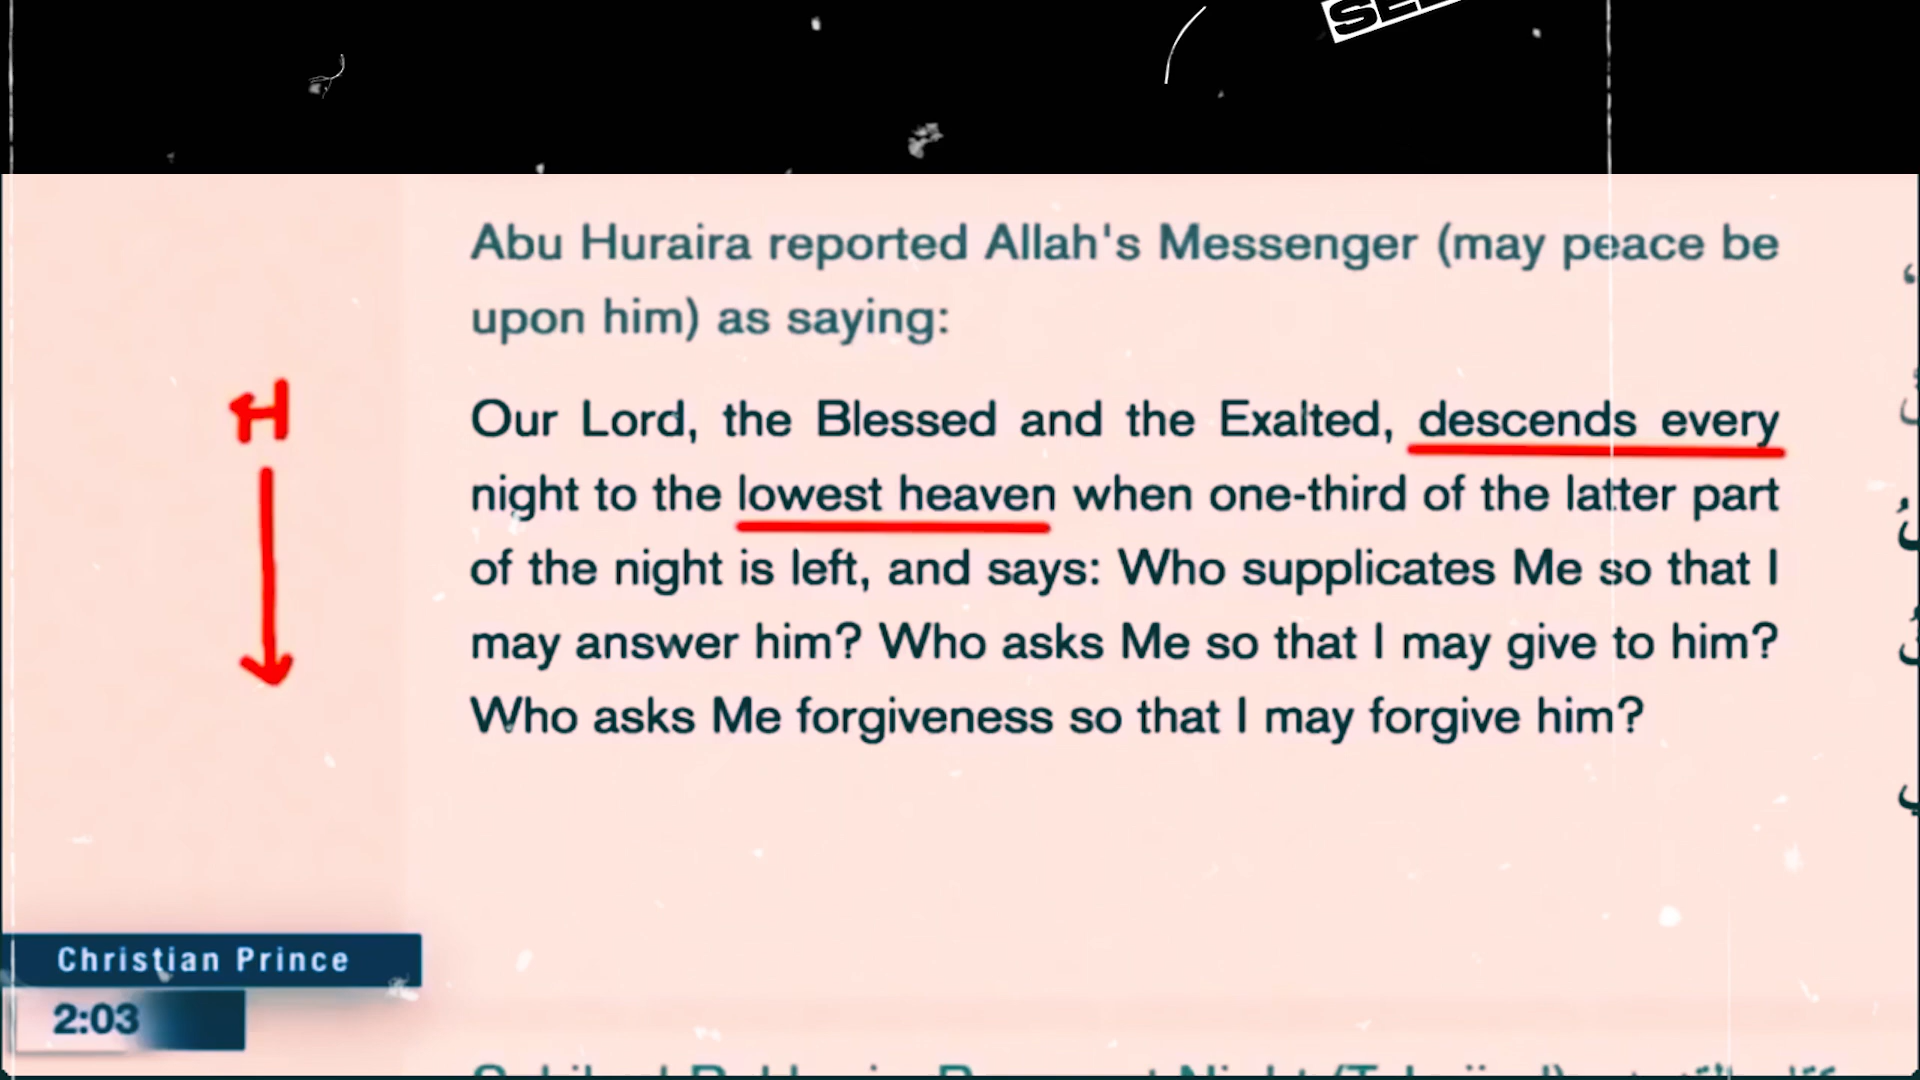 Abu Huraira reported Allah's Messenger (may peace be
upon him) as saying:
Our Lord, the Blessed and the Exalted, descends every
night to the lowest heaven when one-third of the latter part
of the night is left, and says: Who supplicates Me so that I
may answer him? Who asks Me so that I may give to him?
Who asks Me forgiveness so that I may forgive him?
H
Christian Prince
2:03